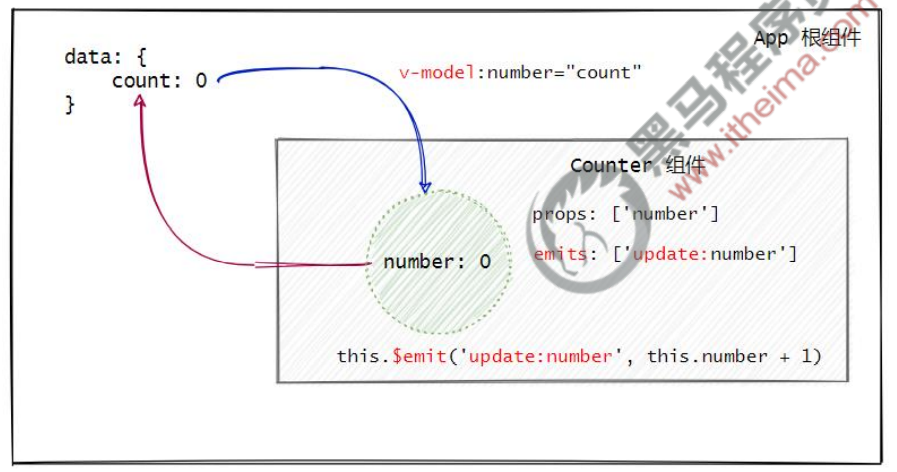 App 根组件
data: {
count: 0
}
v-model:number="count"
Counter 组件
props: ['number']
emits: ['update:number']
number: 0
this.$emit('update:number', this.number + 1)
黑马程序员
www.itheima.com